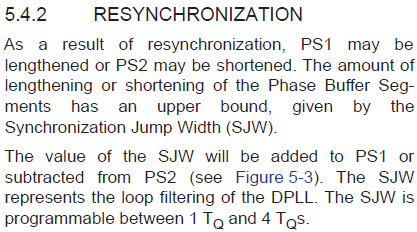 5.4.2 RESYNCHRONIZATION
As a result of resynchronization, PS1 may be
lengthened or PS2 may be shortened. The amount of
lengthening or shortening of the Phase Buffer Seg-
ments has an upper bound, given by the
Synchronization Jump Width (SJW).
The value of the SJW will be added to PS1 or
subtracted from PS2 (see Figure 5-3). The SJW
represents the loop filtering of the DPLL. The SJW is
programmable between 1 TQ and 4 TQs.